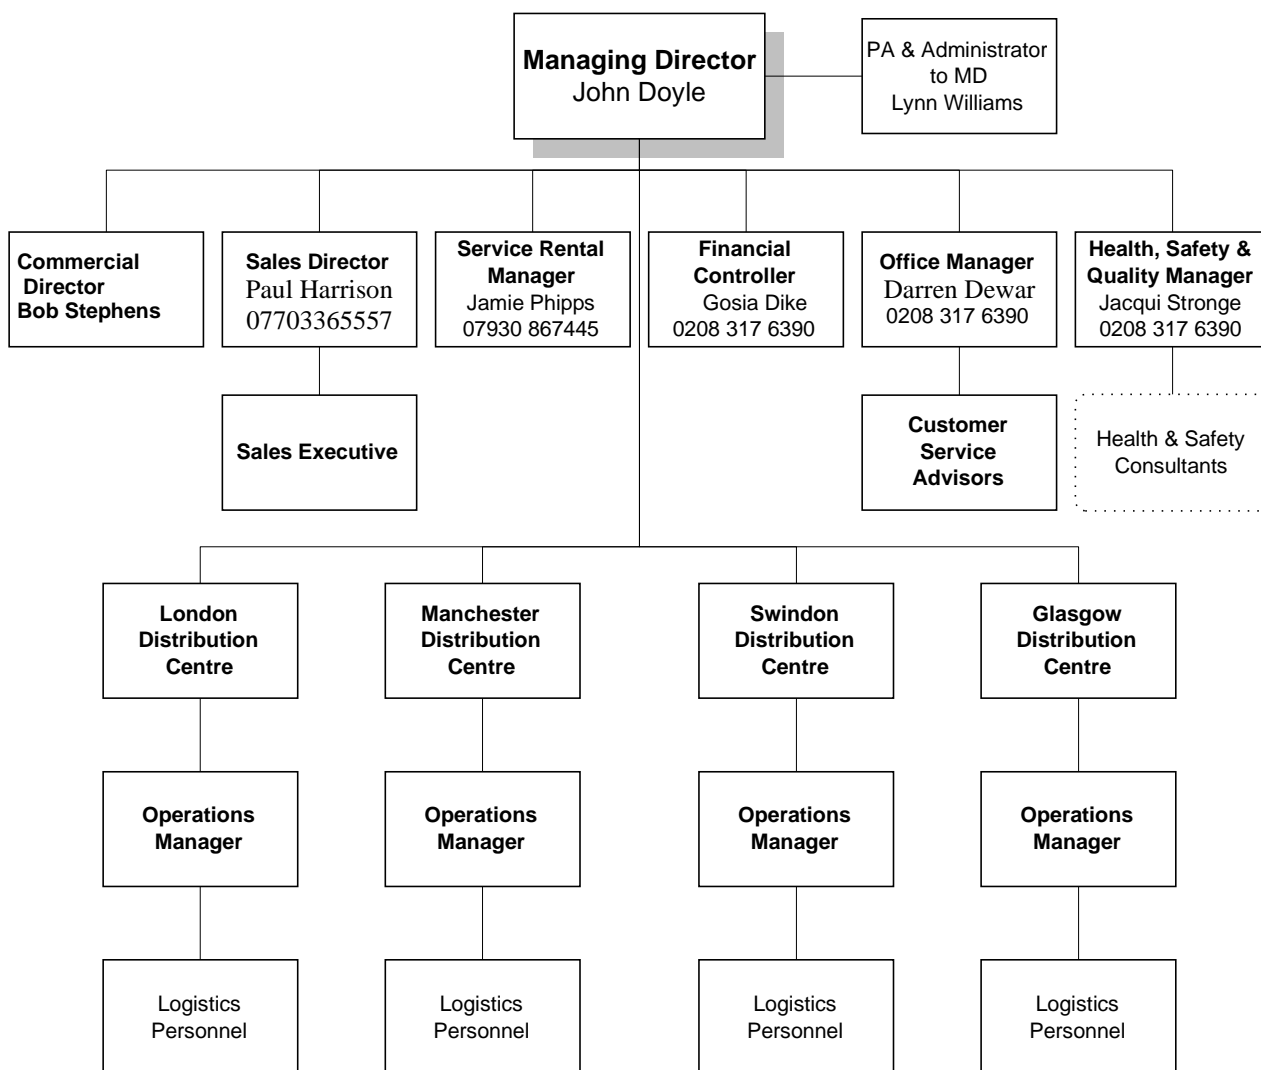 Managing Director
John Doyle
PA & Administrator
to MD
Lynn Williams
Commercial
Director
Bob Stephens
Sales Director
Paul Harrison
07703365557
Service Rental
Manager
Jamie Phipps
07930 867445
Financial
Controller
Gosia Dike
0208 317 6390
Office Manager
Darren Dewar
0208 317 6390
Health, Safety &
Quality Manager
Jacqui Stronge
0208 317 6390
Sales Executive
Customer
Service
Advisors
Health & Safety
Consultants
London
Distribution
Centre
Manchester
Distribution
Centre
Swindon
Distribution
Centre
Glasgow
Distribution
Centre
Operations
Manager
Operations
Manager
Operations
Manager
Operations
Manager
Logistics
Personnel
Logistics
Personnel
Logistics
Personnel
Logistics
Personnel